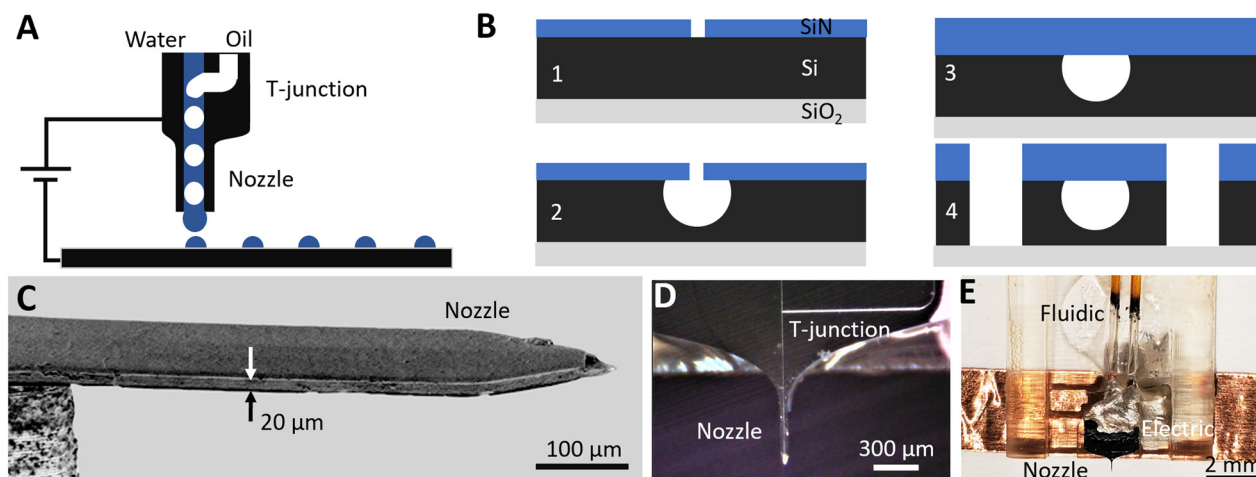 A
Water Oil
T-junction
Nozzle
B
SiN
1 Si
SiO2
2
3
4
C
Nozzle
20 μm
100 μm
D
T-junction
Nozzle
300 μm
E
Fluidic
Electric
Nozzle
2 mm